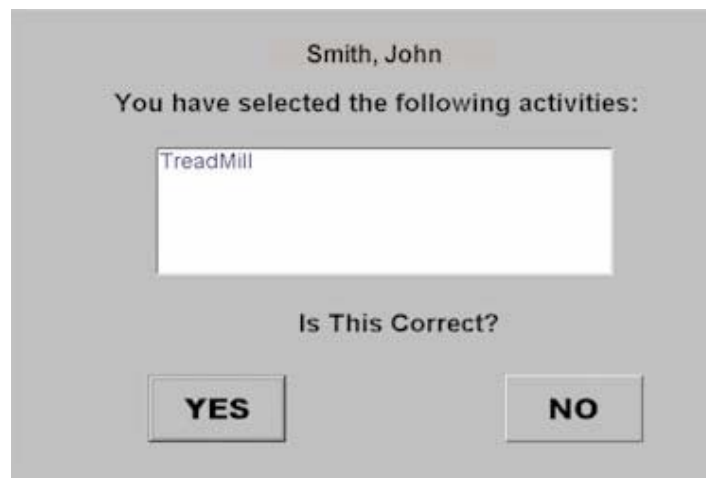 Smith, John
You have selected the following activities:
TreadMill
Is This Correct?
YES
NO